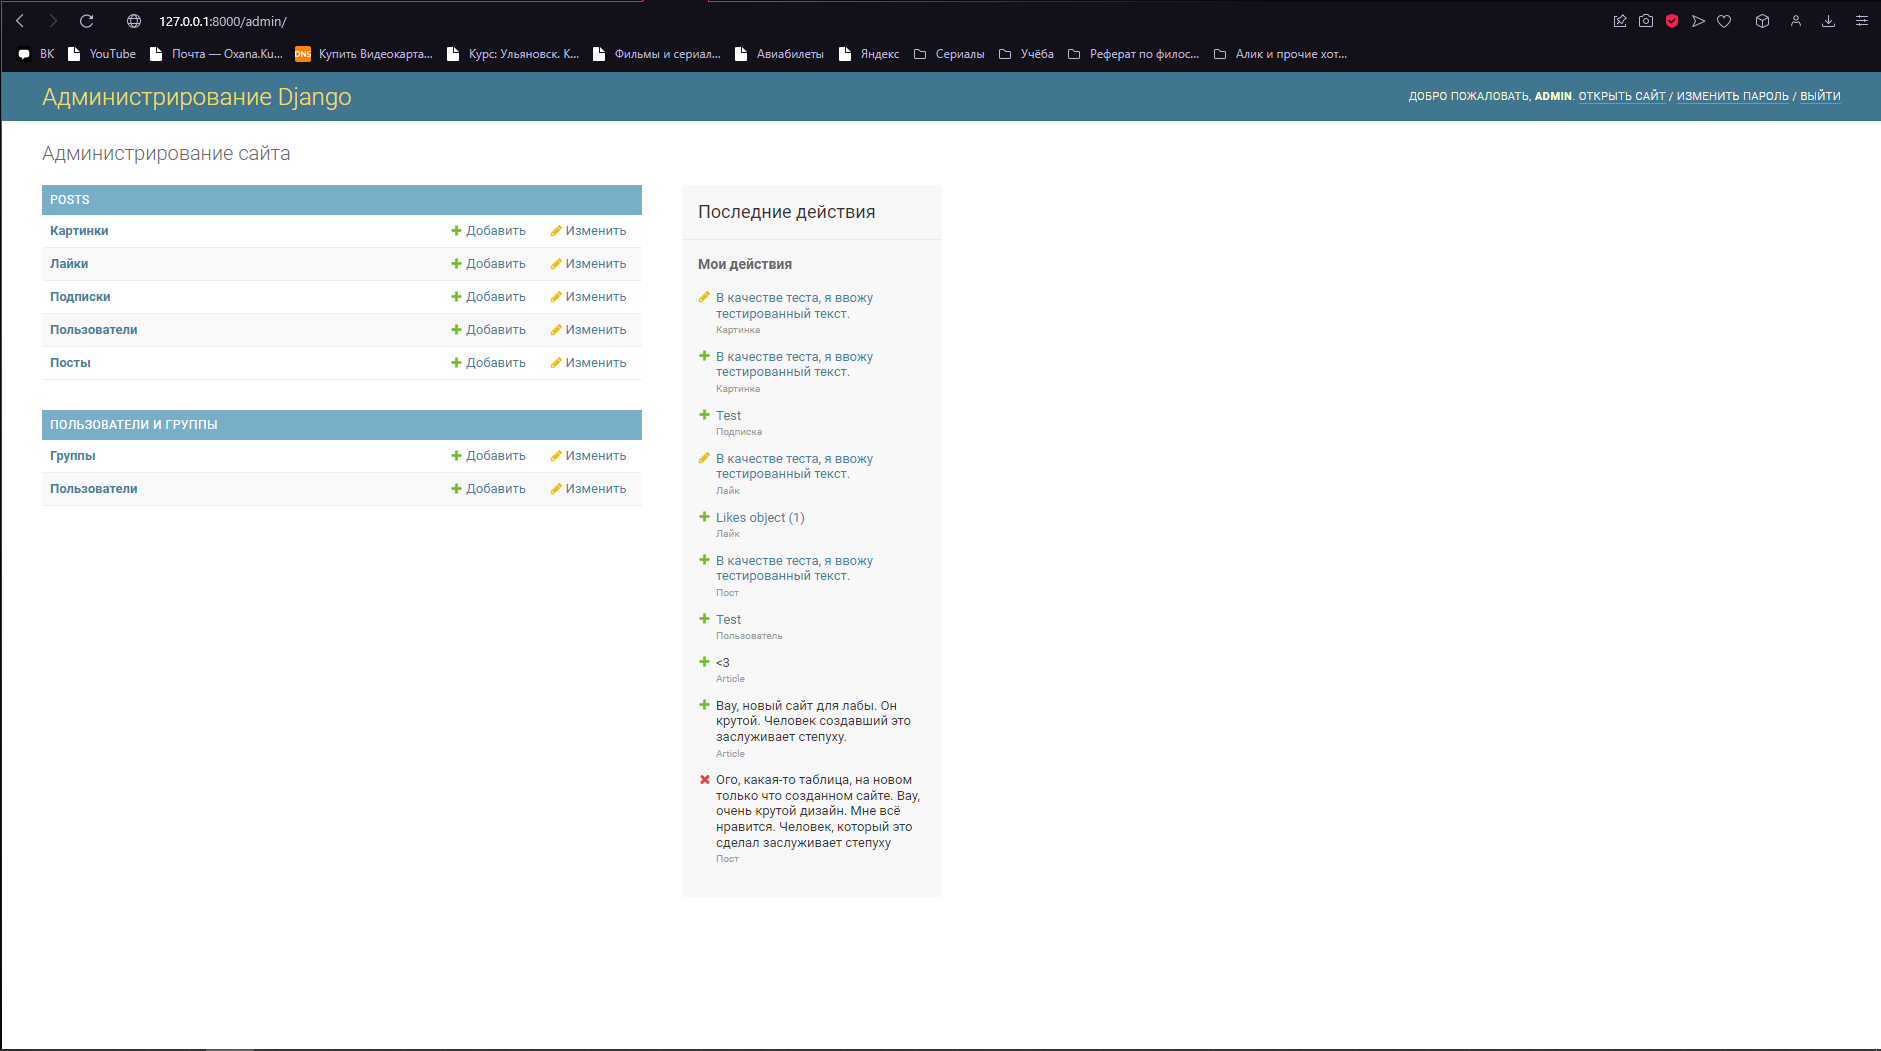 127.0.0.1:8000/admin/
ВК YouTube Почта — Oxana.Ku... DNS Купить Видеокарта... Курс: Ульяновск. К... Фильмы и сериал... Авиабилеты Яндекс Сериалы Учёба Реферат по филос... Алик и прочие хот...
Администрирование Django
ДОБРО ПОЖАЛОВАТЬ, ADMIN. ОТКРЫТЬ САЙТ / ИЗМЕНИТЬ ПАРОЛЬ / ВЫЙТИ
Администрирование сайта
POSTS
Картинки Добавить Изменить
Лайки Добавить Изменить
Подписки Добавить Изменить
Пользователи Добавить Изменить
Посты Добавить Изменить
ПОЛЬЗОВАТЕЛИ И ГРУППЫ
Группы Добавить Изменить
Пользователи Добавить Изменить
Последние действия
Мои действия
В качестве теста, я ввожу
тестированный текст.
Картинка
В качестве теста, я ввожу
тестированный текст.
Картинка
Test
Подписка
В качестве теста, я ввожу
тестированный текст.
Лайк
Likes object (1)
Лайк
В качестве теста, я ввожу
тестированный текст.
Пост
Test
Пользователь
<3
Article
Вау, новый сайт для лабы. Он
крутой. Человек создавший это
заслуживает степуху.
Article
Ого, какая-то таблица, на новом
только что созданном сайте. Вау,
очень крутой дизайн. Мне всё
нравится. Человек, который это
сделал заслуживает степуху
Пост